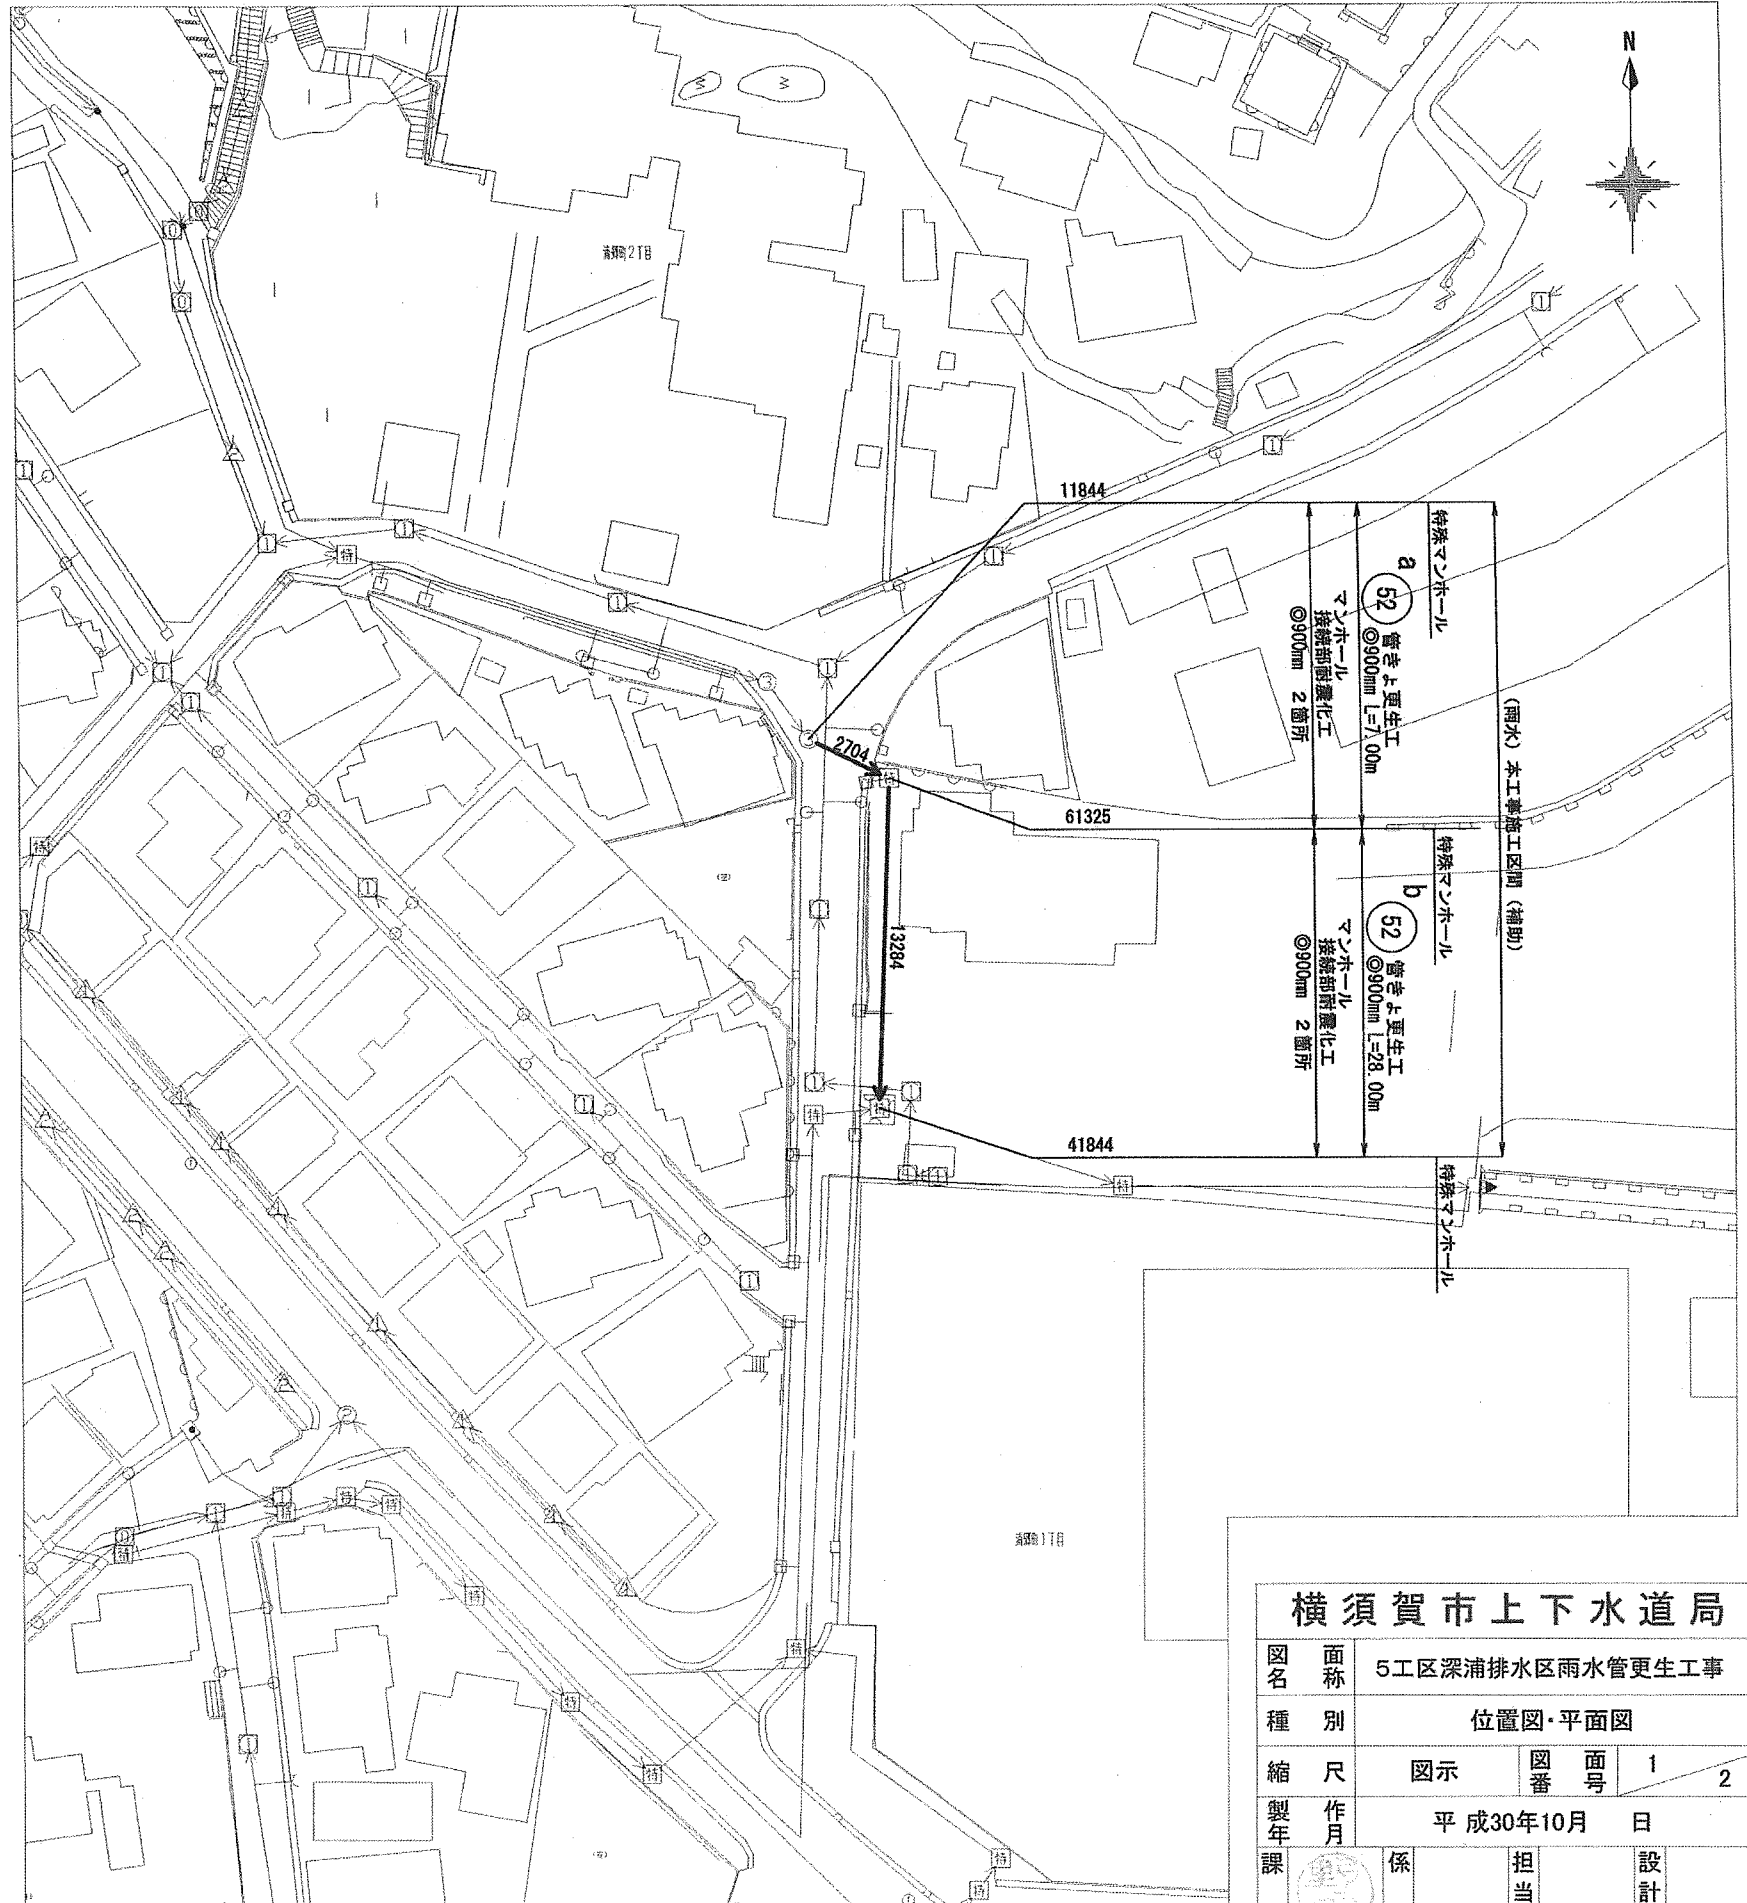 N
11844
特殊マンホール
a
52
管きょ更生工
◎900mm L=7.00m
マンホール
接続部耐震化工
◎900mm 2箇所
(雨水) 本工事施工区間 (補助)
2704
61325
特殊マンホール
b
52
管きょ更生工
◎900mm L=28.00m
マンホール
接続部耐震化工
◎900mm 2箇所
13284
41844
特殊マンホール
横須賀市上下水道局
図面名称 5工区深浦排水区雨水管更生工事
種別 位置図・平面図
縮尺 図示 図面番号 1 2
製作年月 平成30年10月 日
課 係 担当 設計